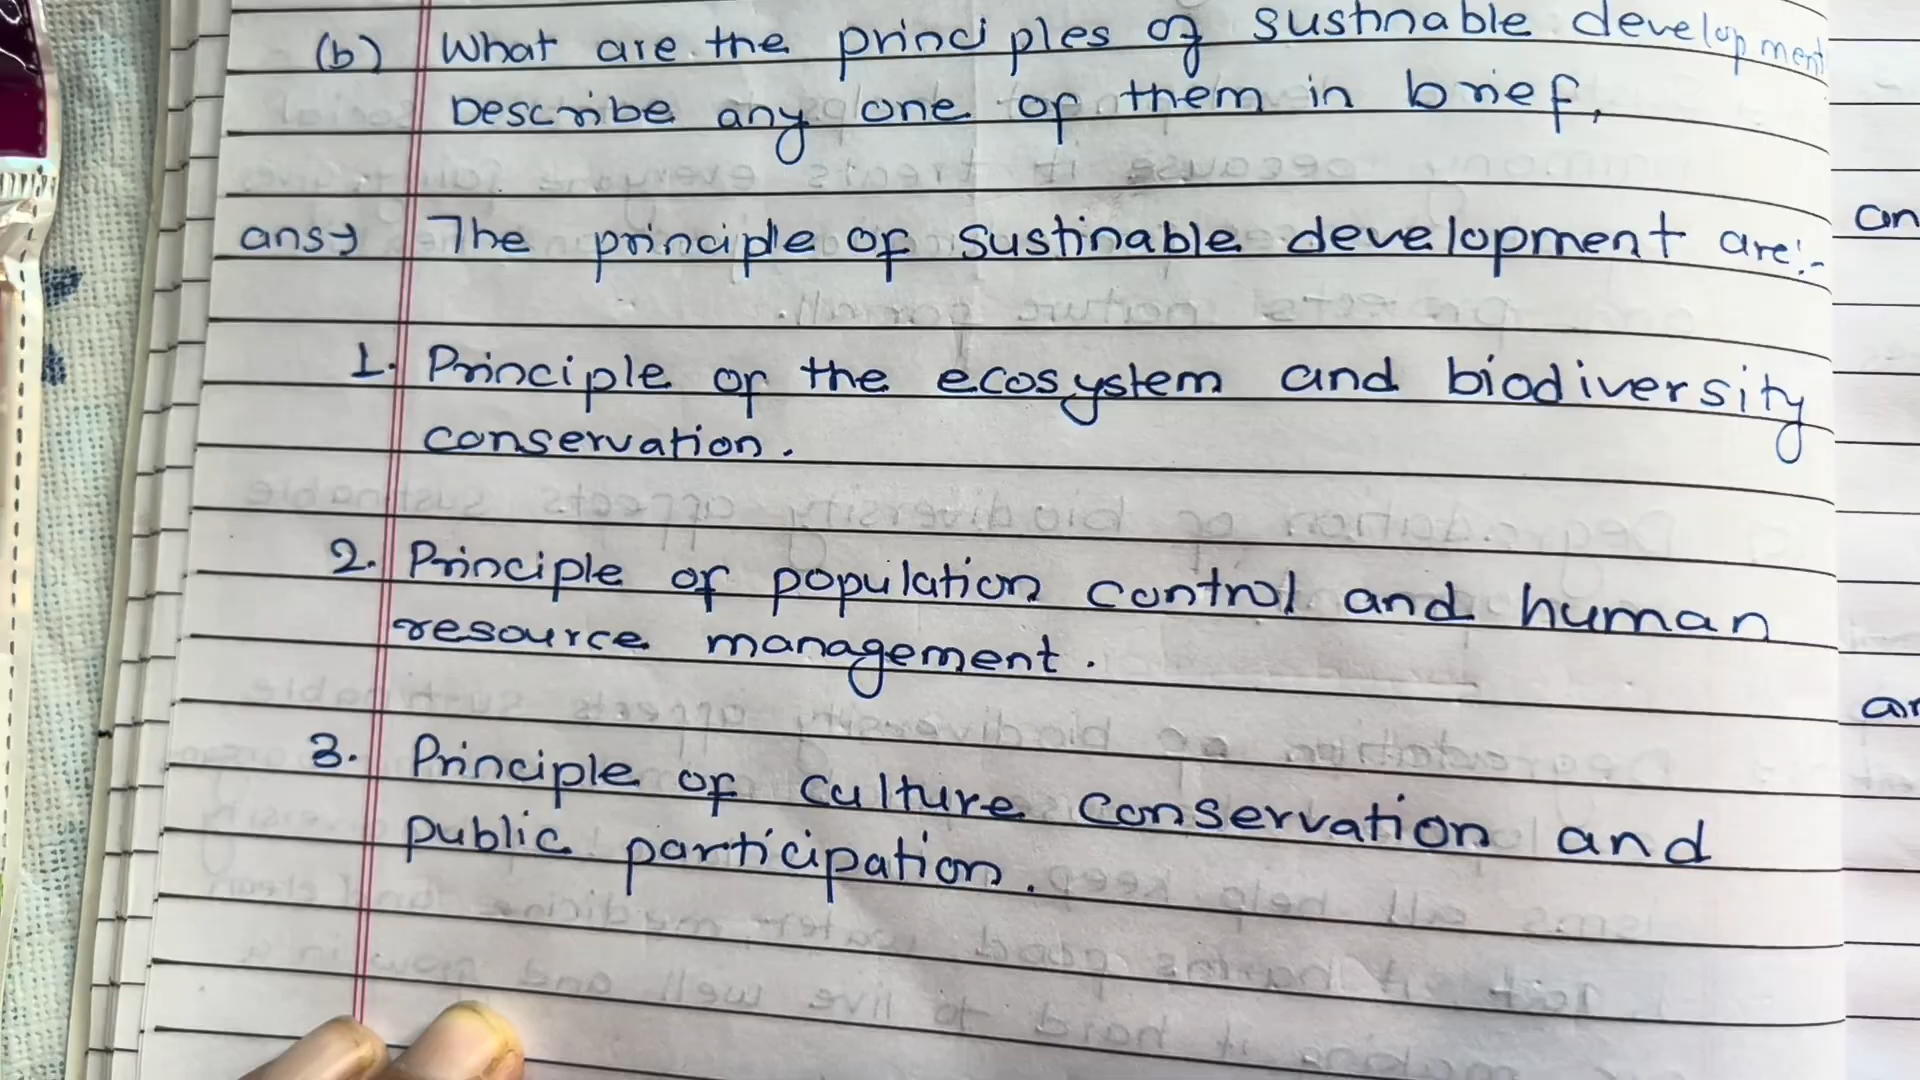 (b) What are the principles of sustinable development
Describe any one of them in brief,
ans→ The principle of sustinable development are:-
1. Principle of the ecosystem and biodiversity
conservation.
2. Principle of population control and human
resource management.
3. Principle of culture conservation and
public participation.